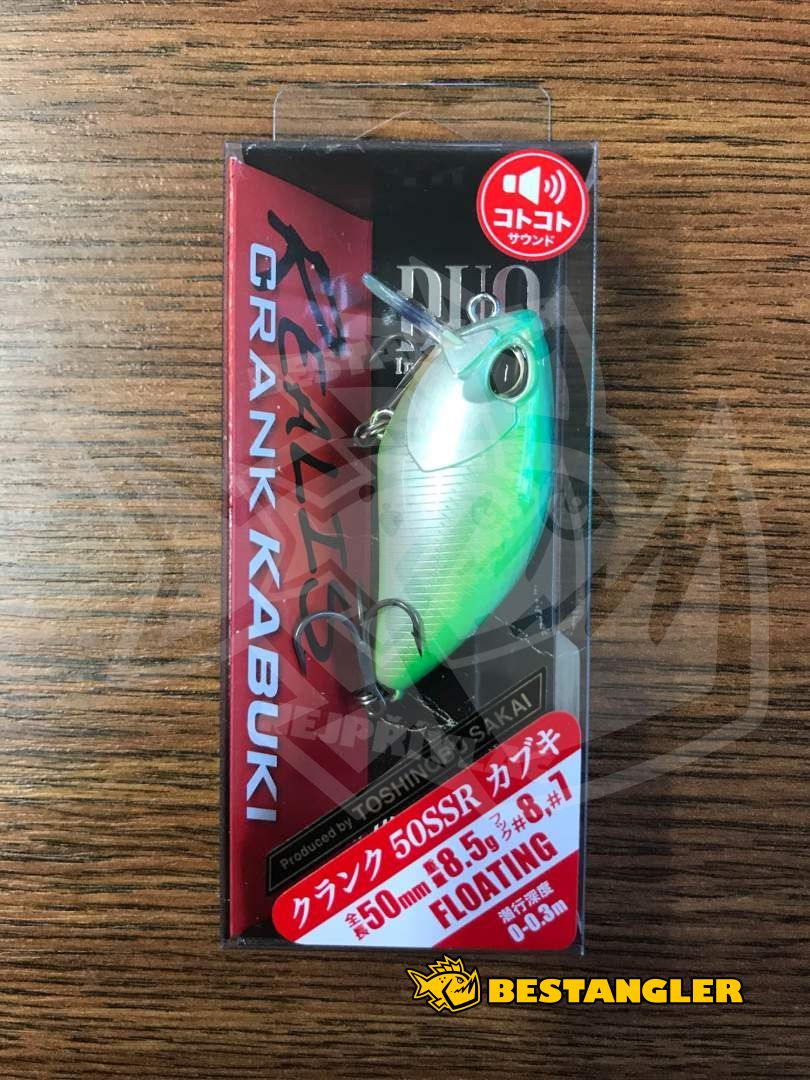 コトコト
サウンド
DUO
REALIS
CRANK KABUKI
Produced by TOSHINOBU SAKAI
クランク 50SSR カブキ
全長50mm 重量8.5g フック#8,#7
FLOATING
潜行深度
0-0.3m
BESTANGLER